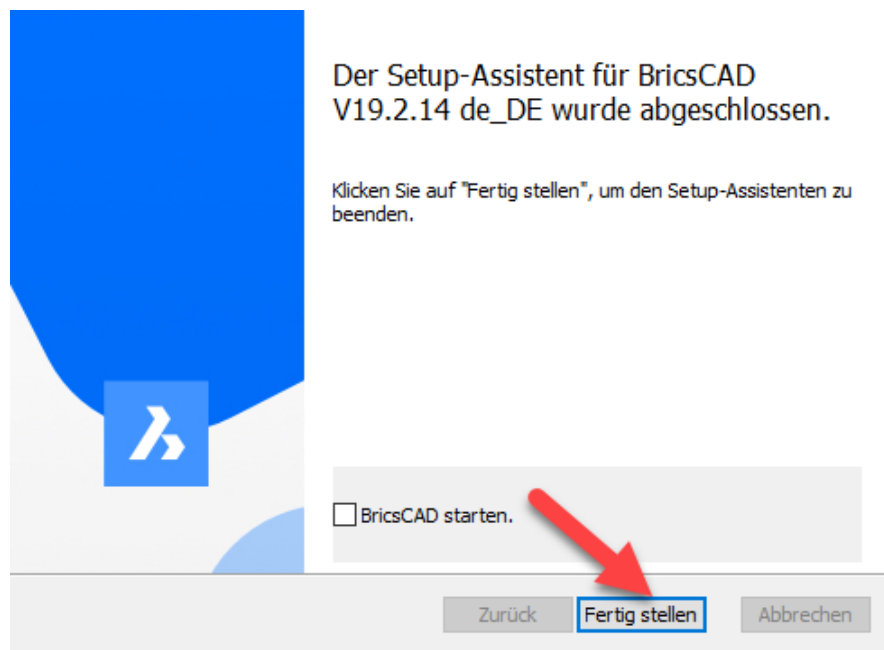 Der Setup-Assistent für BricsCAD
V19.2.14 de_DE wurde abgeschlossen.
Klicken Sie auf "Fertig stellen", um den Setup-Assistenten zu
beenden.
BricsCAD starten.
Zurück Fertig stellen Abbrechen